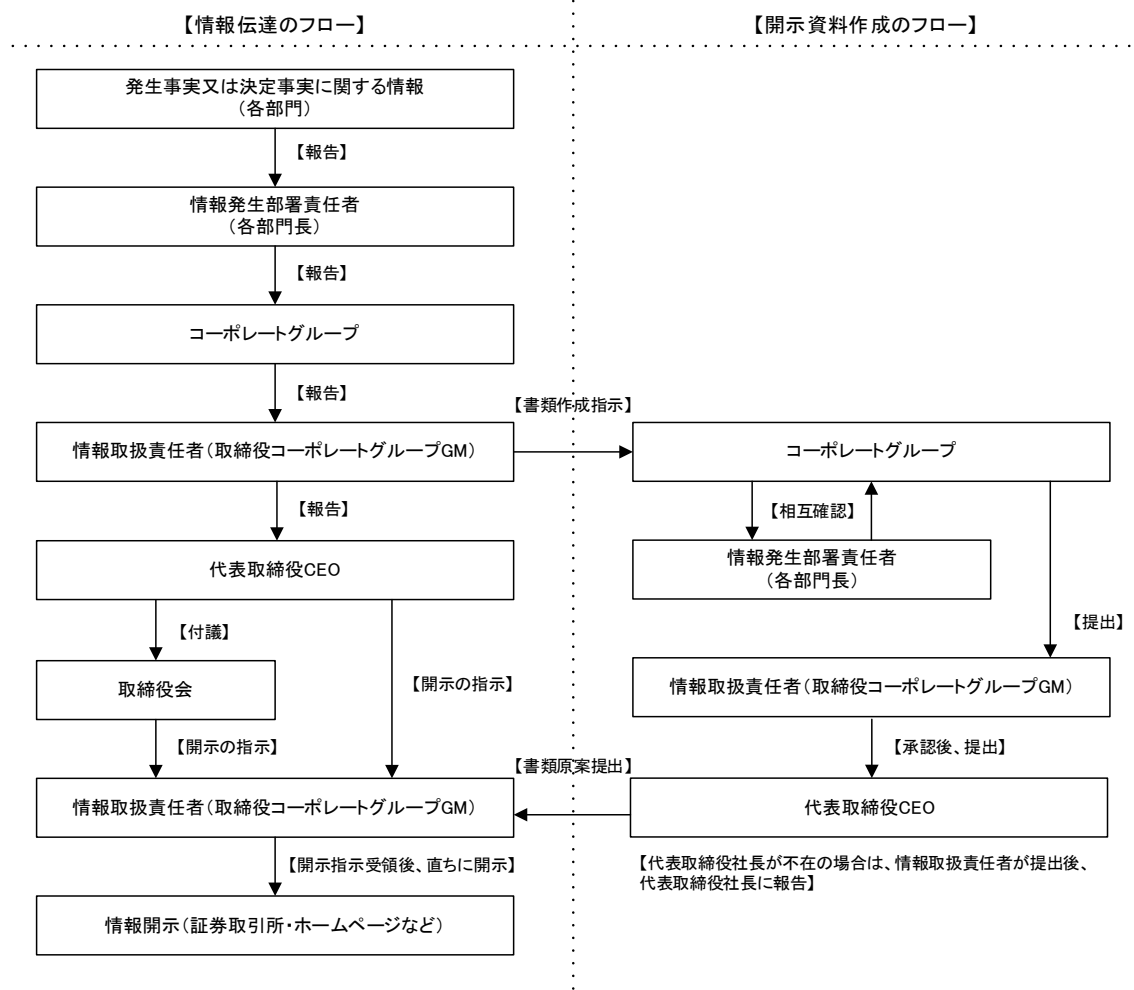 【情報伝達のフロー】
発生事実又は決定事実に関する情報
（各部門）
【報告】
情報発生部署責任者
（各部門長）
【報告】
コーポレートグループ
【報告】
情報取扱責任者（取締役コーポレートグループGM）
【報告】
代表取締役CEO
【付議】
取締役会
【開示の指示】
【開示の指示】
情報取扱責任者（取締役コーポレートグループGM）
【開示指示受領後、直ちに開示】
情報開示（証券取引所・ホームページなど）
【開示資料作成のフロー】
【書類作成指示】
コーポレートグループ
【相互確認】
情報発生部署責任者
（各部門長）
【提出】
情報取扱責任者（取締役コーポレートグループGM）
【承認後、提出】
代表取締役CEO
【書類原案提出】
【代表取締役社長が不在の場合は、情報取扱責任者が提出後、
代表取締役社長に報告】